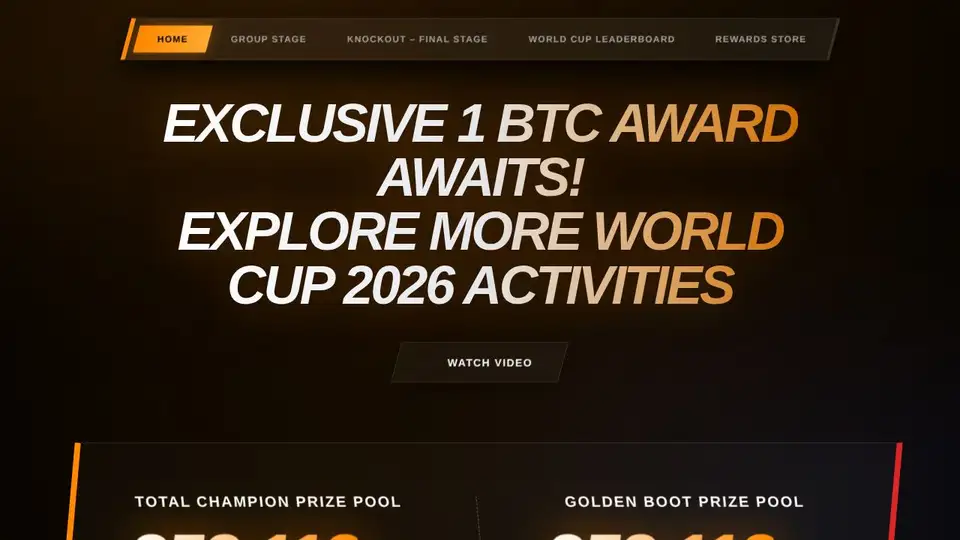 HOME GROUP STAGE KNOCKOUT – FINAL STAGE WORLD CUP LEADERBOARD REWARDS STORE
EXCLUSIVE 1 BTC AWARD
AWAITS!
EXPLORE MORE WORLD
CUP 2026 ACTIVITIES
WATCH VIDEO
TOTAL CHAMPION PRIZE POOL GOLDEN BOOT PRIZE POOL